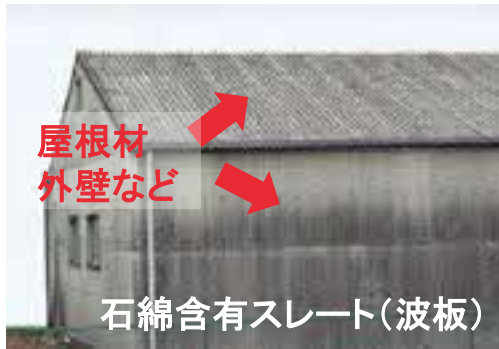 屋根材
外壁など
石綿含有スレート（波板）